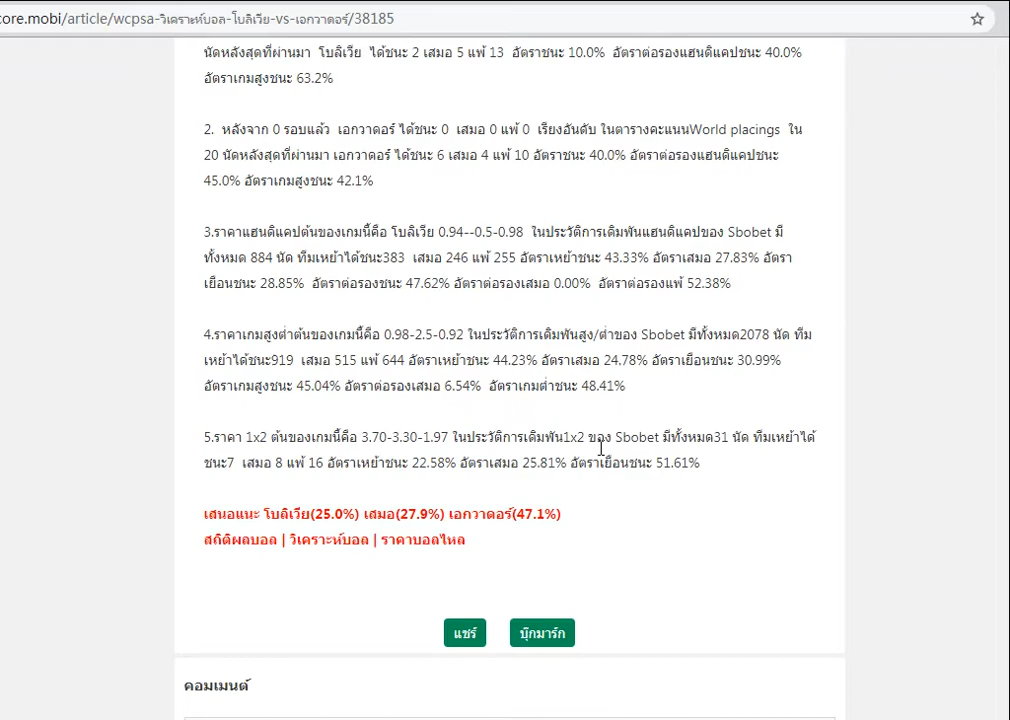 core.mobi/article/wcpsa-วิเคราะห์บอล-โบลิเวีย-vs-เอกวาดอร์/38185
นัดหลังสุดที่ผ่านมา โบลิเวีย ได้ชนะ 2 เสมอ 5 แพ้ 13 อัตราชนะ 10.0% อัตราต่อรองแฮนดิแคปชนะ 40.0%
อัตราเกมสูงชนะ 63.2%
2. หลังจาก 0 รอบแล้ว เอกวาดอร์ ได้ชนะ 0 เสมอ 0 แพ้ 0 เรียงอันดับ ในตารางคะแนนWorld placings ใน
20 นัดหลังสุดที่ผ่านมา เอกวาดอร์ ได้ชนะ 6 เสมอ 4 แพ้ 10 อัตราชนะ 40.0% อัตราต่อรองแฮนดิแคปชนะ
45.0% อัตราเกมสูงชนะ 42.1%
3.ราคาแฮนดิแคปต้นของเกมนี้คือ โบลิเวีย 0.94--0.5-0.98 ในประวัติการเดิมพันแฮนดิแคปของ Sbobet มี
ทั้งหมด 884 นัด ทีมเหย้าได้ชนะ383 เสมอ 246 แพ้ 255 อัตราเหย้าชนะ 43.33% อัตราเสมอ 27.83% อัตรา
เยือนชนะ 28.85% อัตราต่อรองชนะ 47.62% อัตราต่อรองเสมอ 0.00% อัตราต่อรองแพ้ 52.38%
4.ราคาเกมสูงต่ำต้นของเกมนี้คือ 0.98-2.5-0.92 ในประวัติการเดิมพันสูง/ต่ำของ Sbobet มีทั้งหมด2078 นัด ทีม
เหย้าได้ชนะ919 เสมอ 515 แพ้ 644 อัตราเหย้าชนะ 44.23% อัตราเสมอ 24.78% อัตราเยือนชนะ 30.99%
อัตราเกมสูงชนะ 45.04% อัตราต่อรองเสมอ 6.54% อัตราเกมต่ำชนะ 48.41%
5.ราคา 1x2 ต้นของเกมนี้คือ 3.70-3.30-1.97 ในประวัติการเดิมพัน1x2 ของ Sbobet มีทั้งหมด31 นัด ทีมเหย้าได้
ชนะ7 เสมอ 8 แพ้ 16 อัตราเหย้าชนะ 22.58% อัตราเสมอ 25.81% อัตราเยือนชนะ 51.61%
เสนอแนะ โบลิเวีย(25.0%) เสมอ(27.9%) เอกวาดอร์(47.1%)
สถิติผลบอล | วิเคราะห์บอล | ราคาบอลไหล
แชร์ บุ๊กมาร์ก
คอมเมนต์